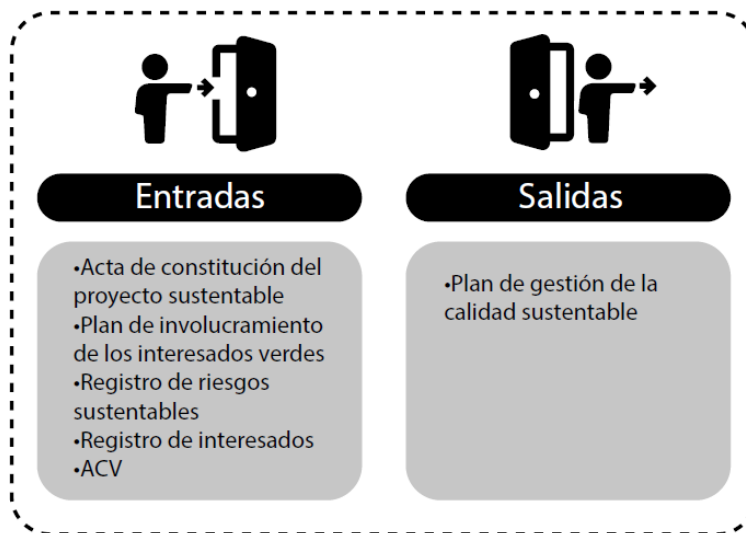 Entradas
•Acta de constitución del
proyecto sustentable
•Plan de involucramiento
de los interesados verdes
•Registro de riesgos
sustentables
•Registro de interesados
•ACV
Salidas
•Plan de gestión de la
calidad sustentable